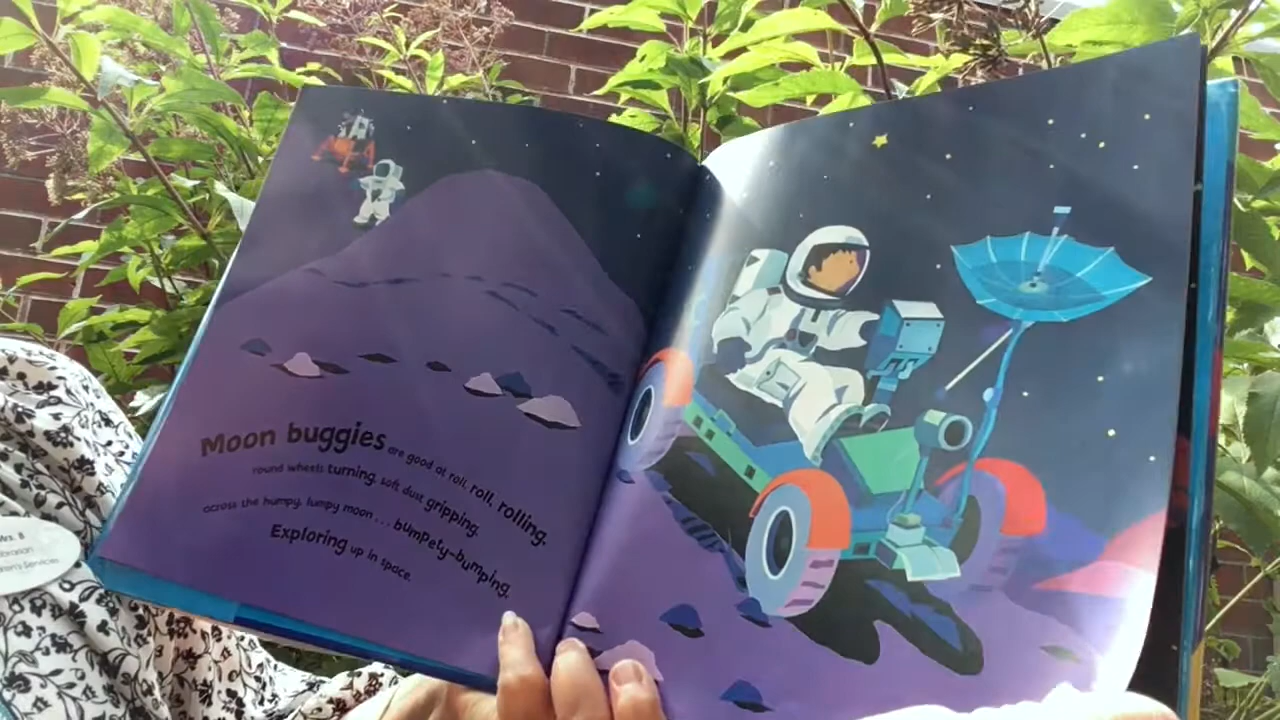 Moon buggies are good at roll, roll, rolling.
round wheels turning, soft dust gripping.
across the humpy, lumpy moon... bumpety-bumping.
Exploring up in space.